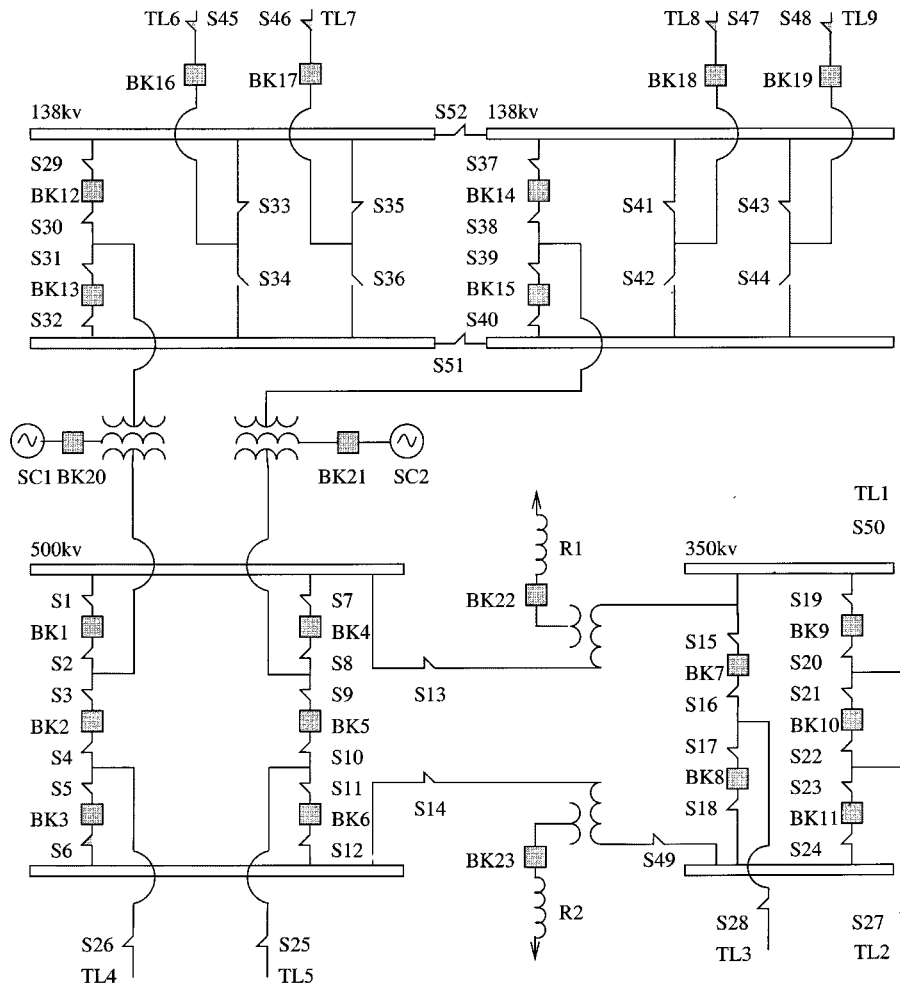 TL6 S45 S46 TL7 TL8 S47 S48 TL9
BK16 BK17 BK18 BK19
138kv S52 138kv
S29 S37
BK12 BK14
S33 S35 S41 S43
S30 S38
S31 S39
S34 S36 S42 S44
BK13 BK15
S32 S40
S51
SC1 BK20 BK21 SC2
TL1
S50
500kv R1 350kv
BK22
S1 S7 S19
BK1 BK4 S15 BK9
S2 S8 BK7 S20
S3 S9 S13 S16 S21
BK2 BK5 BK10
S4 S10 S17 S22
S5 S11 BK8 S23
S14 S18
BK3 BK6 BK11
S6 S12 BK23 S49 S24
R2
S26 S25 S28 S27
TL4 TL5 TL3 TL2